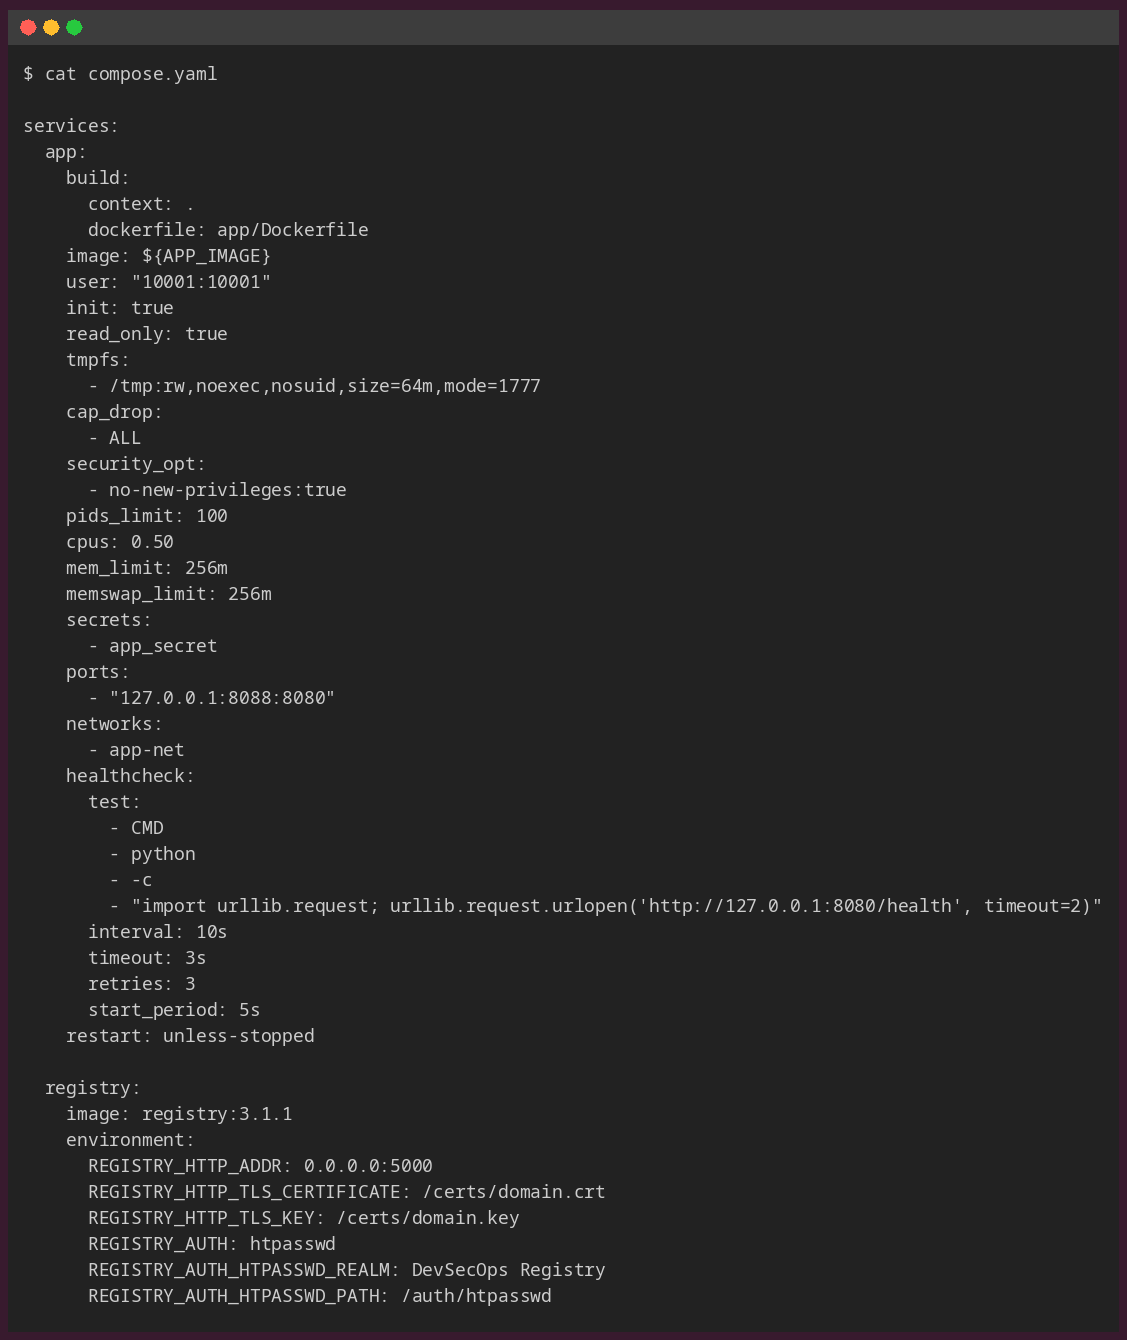 $ cat compose.yaml

services:
  app:
    build:
      context: .
      dockerfile: app/Dockerfile
    image: ${APP_IMAGE}
    user: "10001:10001"
    init: true
    read_only: true
    tmpfs:
      - /tmp:rw,noexec,nosuid,size=64m,mode=1777
    cap_drop:
      - ALL
    security_opt:
      - no-new-privileges:true
    pids_limit: 100
    cpus: 0.50
    mem_limit: 256m
    memswap_limit: 256m
    secrets:
      - app_secret
    ports:
      - "127.0.0.1:8088:8080"
    networks:
      - app-net
    healthcheck:
      test:
        - CMD
        - python
        - -c
        - "import urllib.request; urllib.request.urlopen('http://127.0.0.1:8080/health', timeout=2)"
      interval: 10s
      timeout: 3s
      retries: 3
      start_period: 5s
    restart: unless-stopped

  registry:
    image: registry:3.1.1
    environment:
      REGISTRY_HTTP_ADDR: 0.0.0.0:5000
      REGISTRY_HTTP_TLS_CERTIFICATE: /certs/domain.crt
      REGISTRY_HTTP_TLS_KEY: /certs/domain.key
      REGISTRY_AUTH: htpasswd
      REGISTRY_AUTH_HTPASSWD_REALM: DevSecOps Registry
      REGISTRY_AUTH_HTPASSWD_PATH: /auth/htpasswd